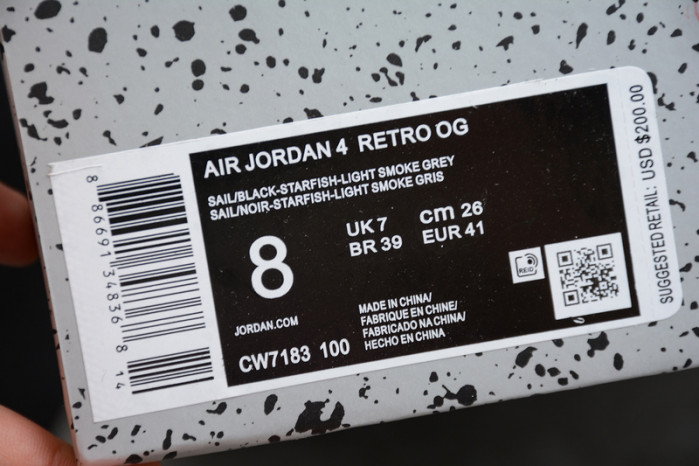 AIR JORDAN 4 RETRO OG
SAIL/BLACK-STARFISH-LIGHT SMOKE GREY
SAIL/NOIR-STARFISH-LIGHT SMOKE GRIS
8
UK 7
cm 26
BR 39
EUR 41
JORDAN.COM
MADE IN CHINA/
FABRIQUE EN CHINE/
FABRICADO NA CHINA/
HECHO EN CHINA
CW7183 100
RFID
SUGGESTED RETAIL: USD $200.00
8 86691 34836 8 14